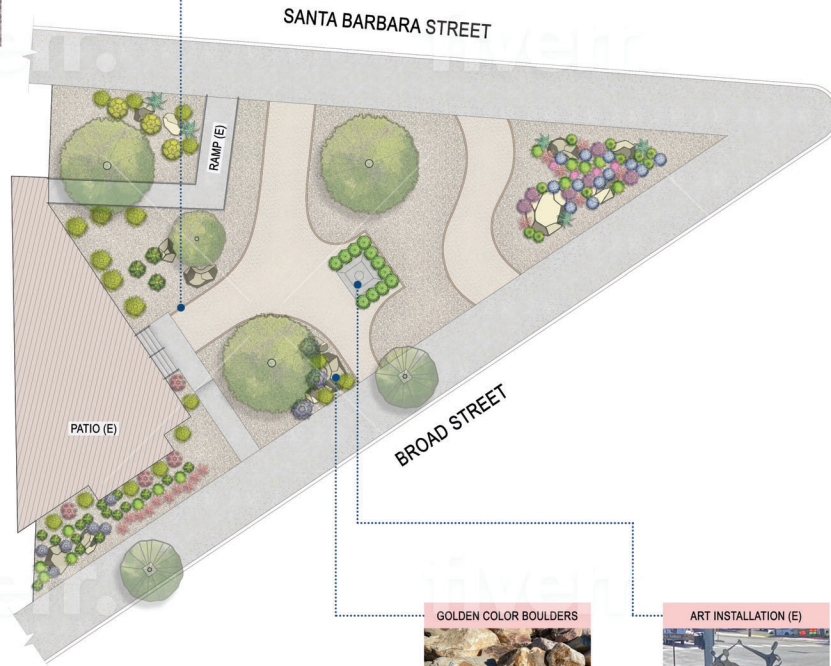 SANTA BARBARA STREET
RAMP (E)
PATIO (E)
BROAD STREET
GOLDEN COLOR BOULDERS
ART INSTALLATION (E)